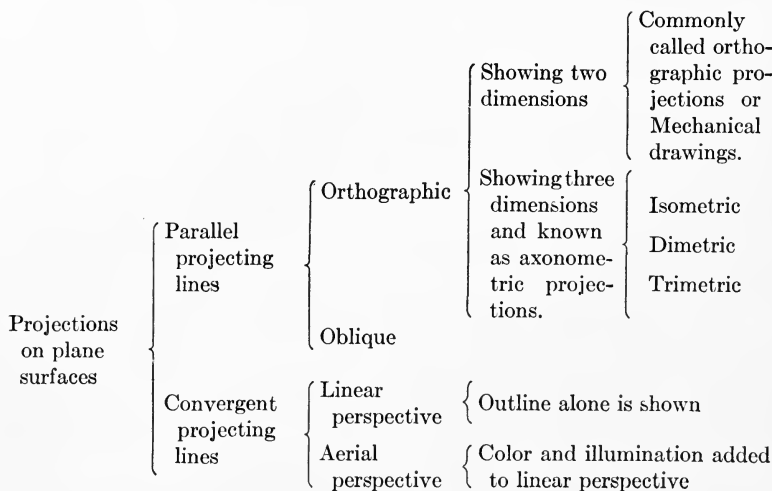 Projections
on plane
surfaces
Parallel
projecting
lines
Orthographic
Showing two
dimensions
Commonly
called ortho-
graphic pro-
jections or
Mechanical
drawings.
Showing three
dimensions
and known
as axonome-
tric projec-
tions.
Isometric
Dimetric
Trimetric
Oblique
Convergent
projecting
lines
Linear
perspective
Outline alone is shown
Aerial
perspective
Color and illumination added
to linear perspective